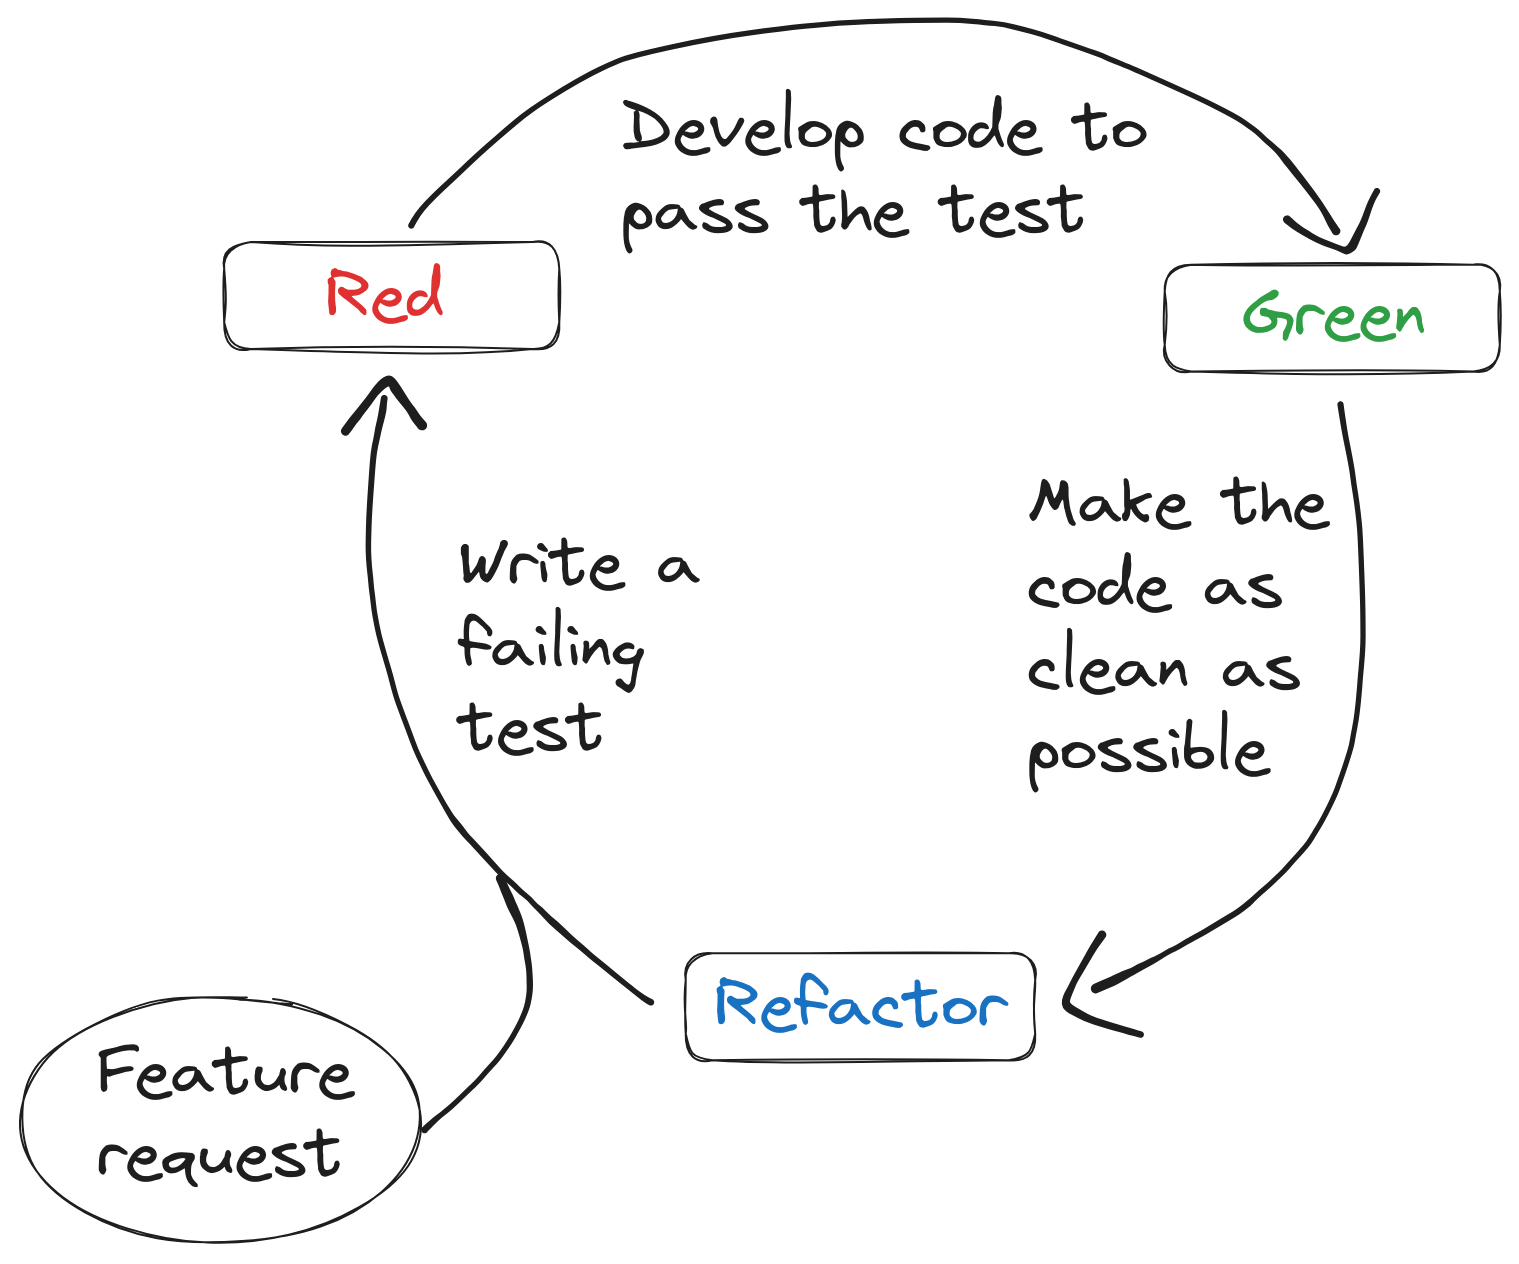 Develop code to
pass the test
Red
Green
Make the
code as
clean as
possible
Write a
failing
test
Refactor
Feature
request